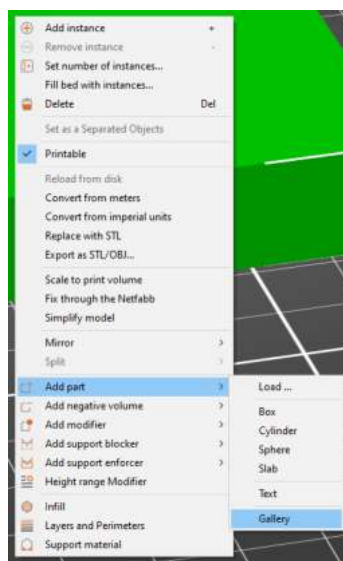 Add instance +
Remove instance -
Set number of instances...
Fill bed with instances...
Delete Del
Set as a Separated Objects
Printable
Reload from disk
Convert from meters
Convert from imperial units
Replace with STL
Export as STL/OBJ...
Scale to print volume
Fix through the Netfabb
Simplify model
Mirror
Split
Add part
Add negative volume
Add modifier
Add support blocker
Add support enforcer
Height range Modifier
Infill
Layers and Perimeters
Support material
Load ...
Box
Cylinder
Sphere
Slab
Text
Gallery